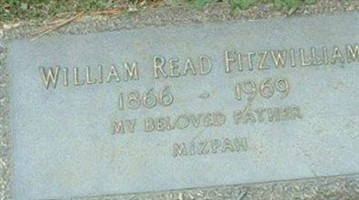 WILLIAM READ FITZWILLIAM
1866 - 1969
MY BELOVED FATHER
MIZPAH